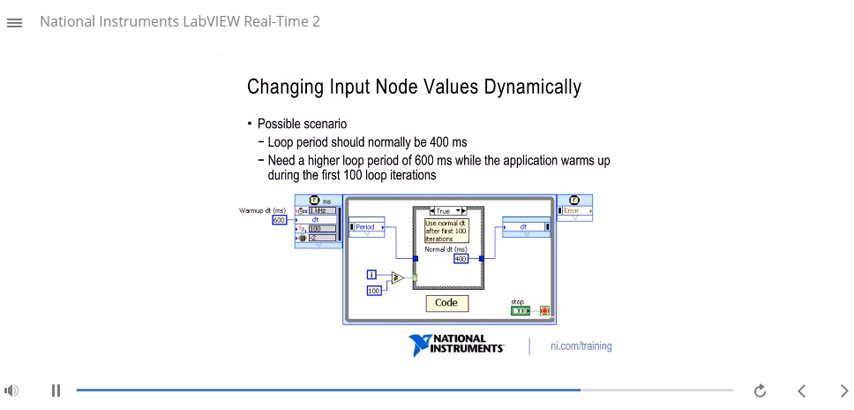 National Instruments LabVIEW Real-Time 2
Changing Input Node Values Dynamically
• Possible scenario
– Loop period should normally be 400 ms
– Need a higher loop period of 600 ms while the application warms up
during the first 100 loop iterations
ms
Warmup dt (ms)
600
1 kHz
dt
100
-2
Period
True
Use normal dt
after first 100
iterations
Normal dt (ms)
400
dt
Error
i
100
≥
Code
stop
TF
NATIONAL
INSTRUMENTS
ni.com/training